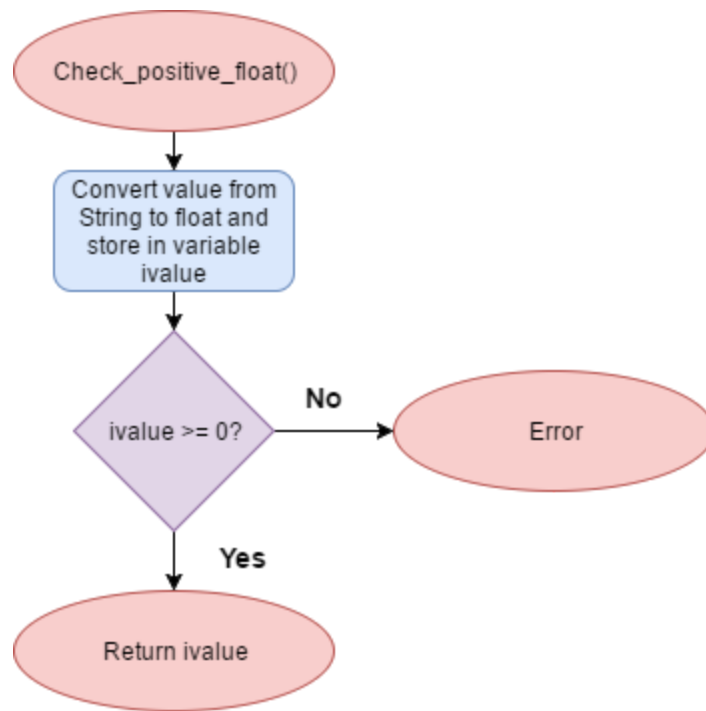 Check_positive_float()
Convert value from
String to float and
store in variable
ivalue
ivalue >= 0?
No
Error
Yes
Return ivalue